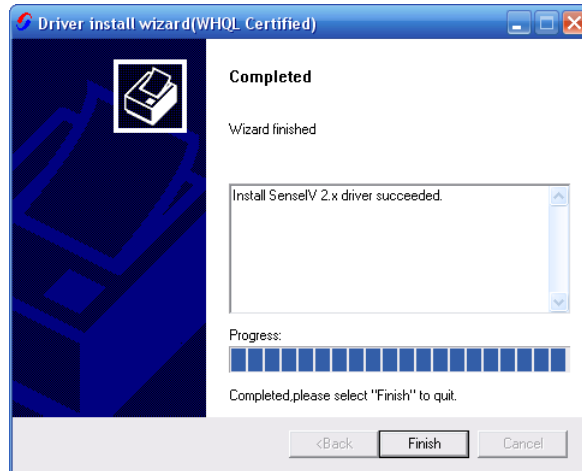 Driver install wizard(WHQL Certified)
Completed
Wizard finished
Install SenseIV 2.x driver succeeded.
Progress:
Completed,please select "Finish" to quit.
<Back
Finish
Cancel